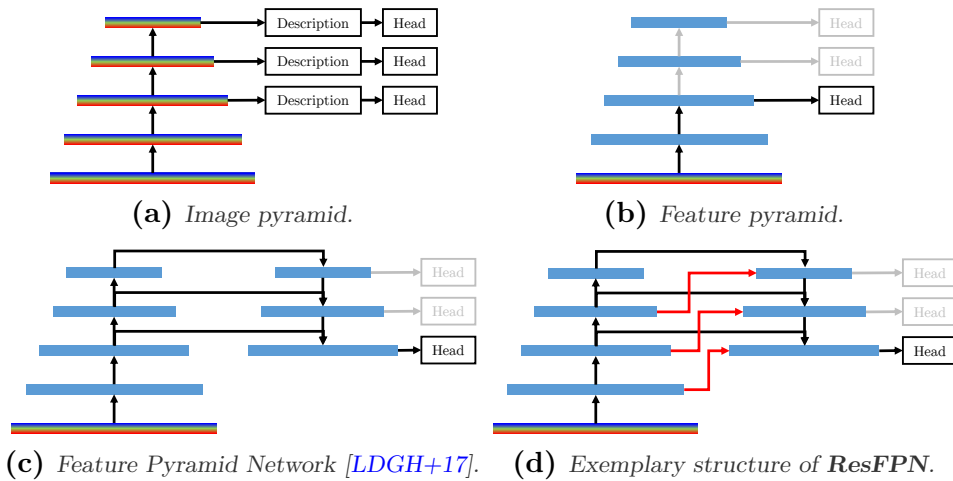 Description Head
Description Head
Description Head
(a) Image pyramid.
Head
Head
Head
(b) Feature pyramid.
Head
Head
Head
(c) Feature Pyramid Network [LDGH+17].
Head
Head
Head
(d) Exemplary structure of ResFPN.